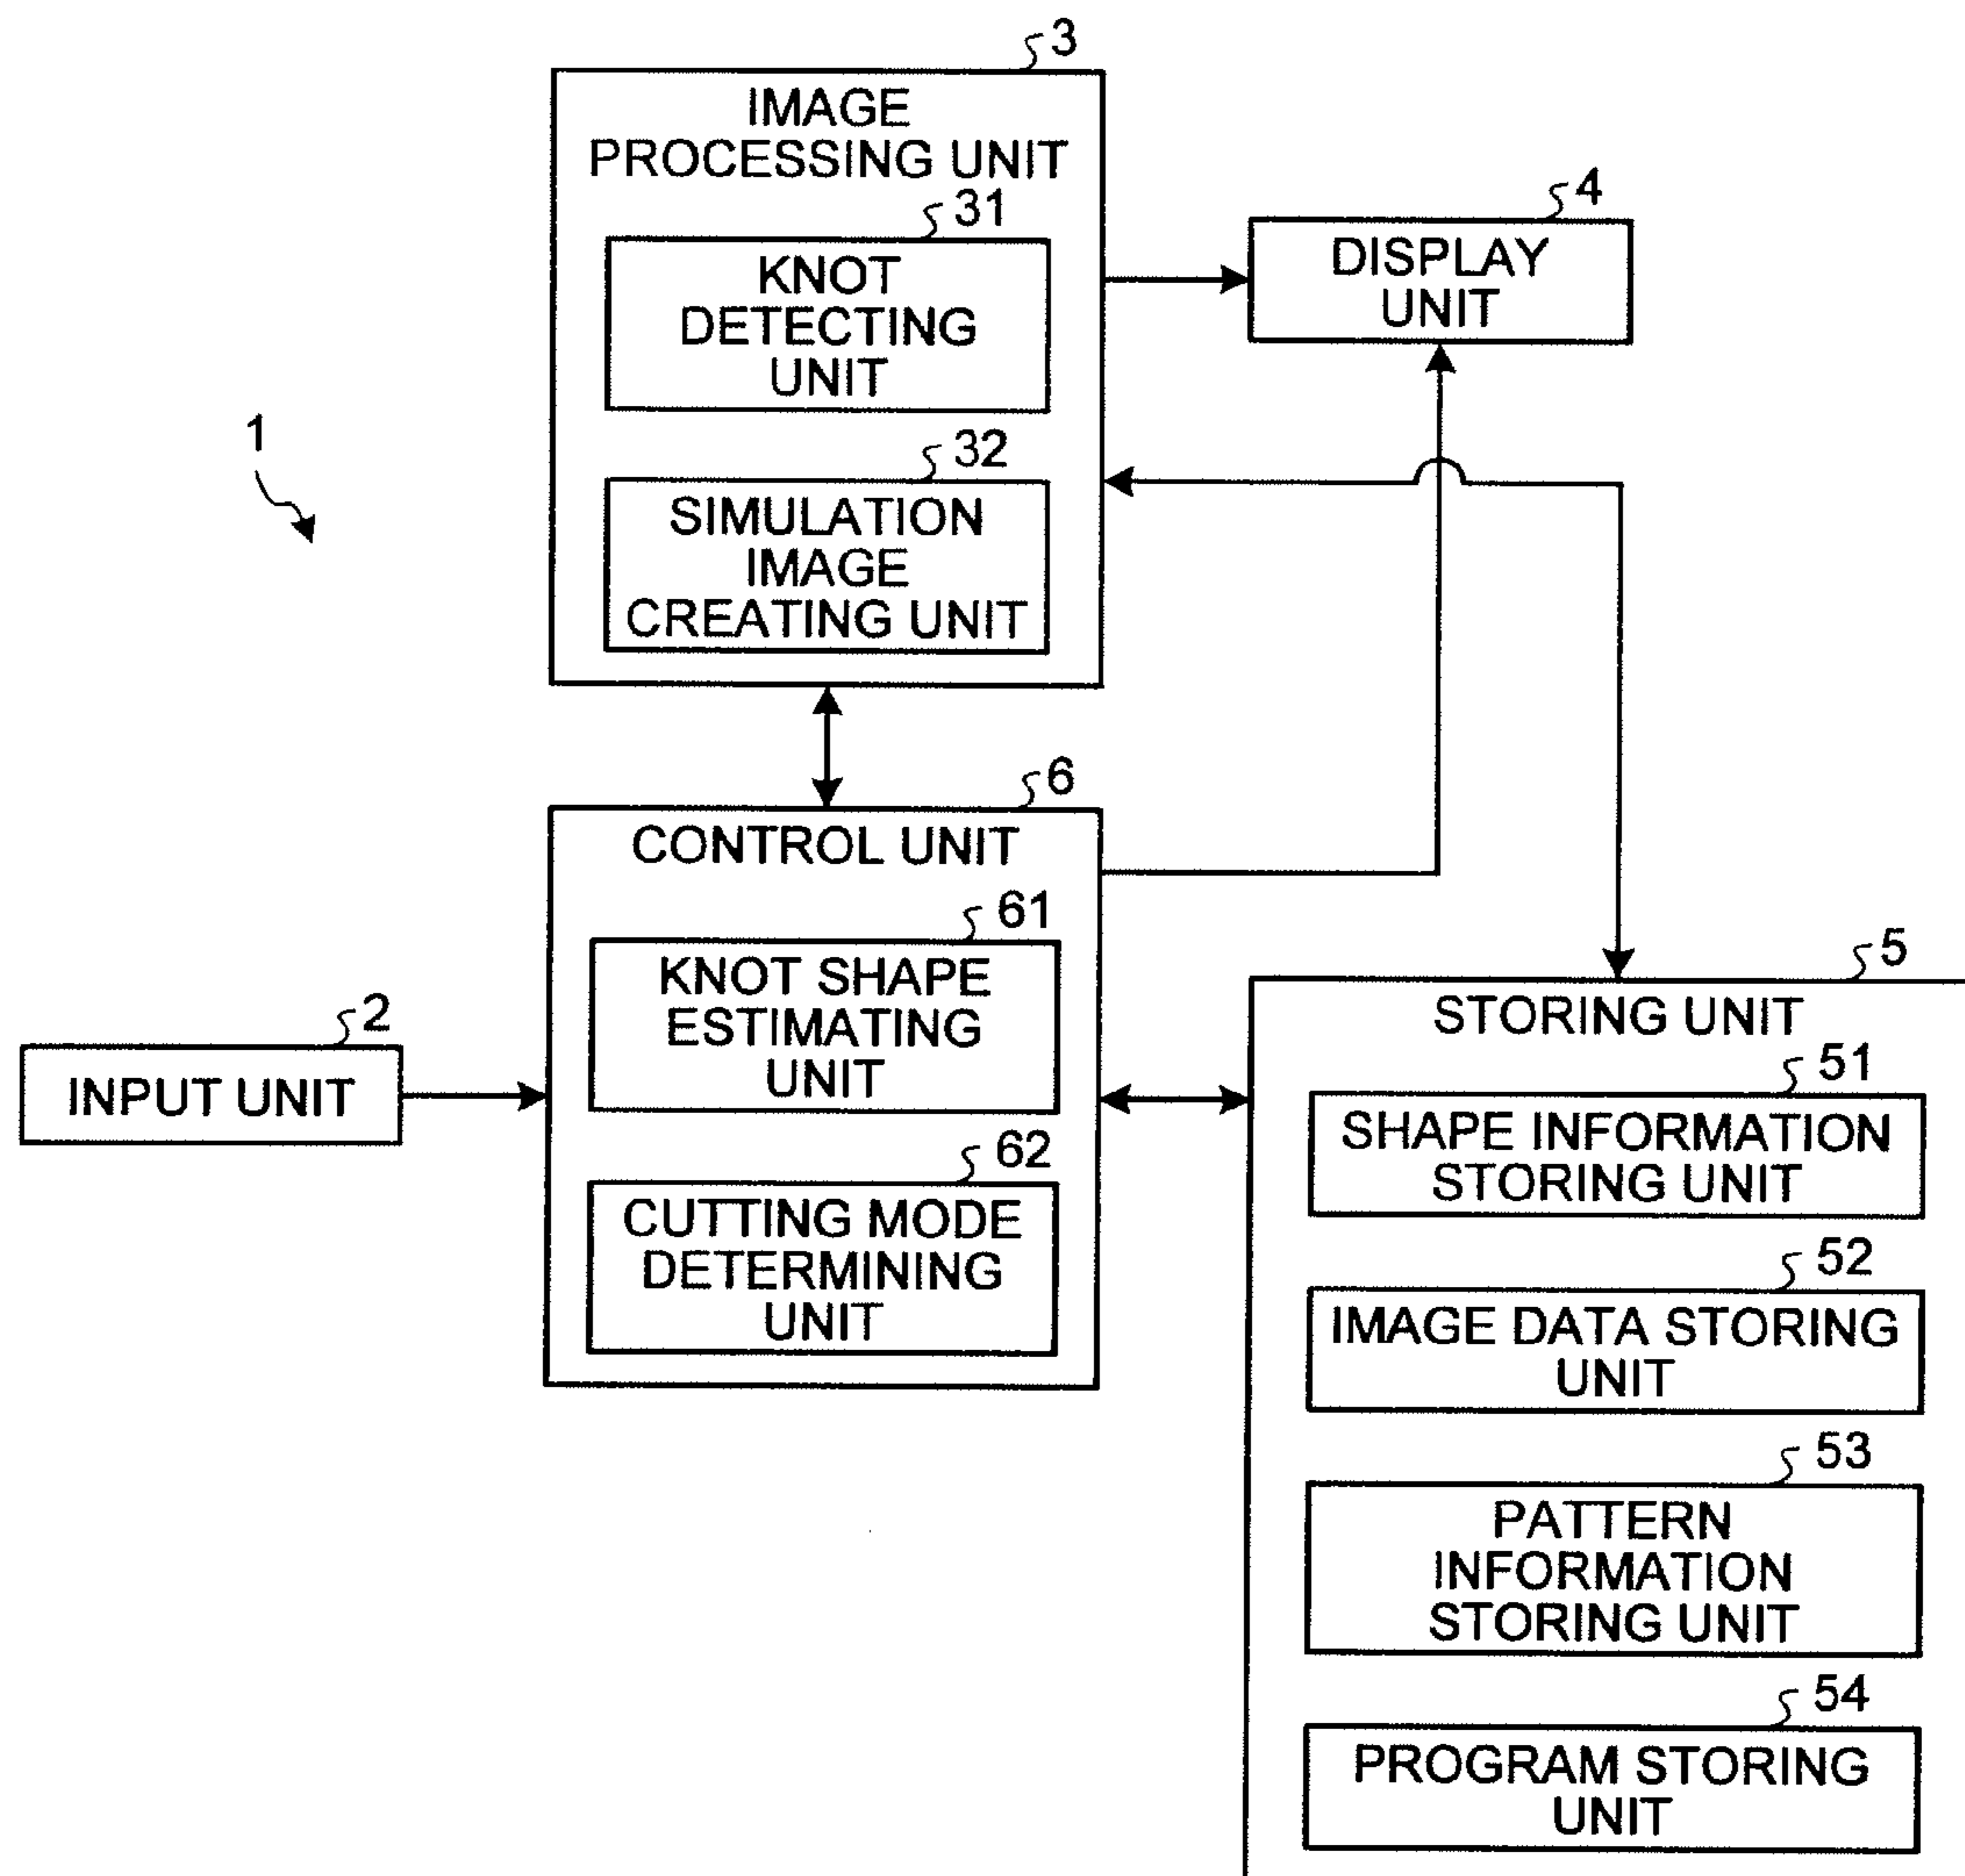 3
IMAGE
PROCESSING UNIT
31
KNOT
DETECTING
UNIT
32
SIMULATION
IMAGE
CREATING UNIT
4
DISPLAY
UNIT
1
6
CONTROL UNIT
61
KNOT SHAPE
ESTIMATING
UNIT
62
CUTTING MODE
DETERMINING
UNIT
2
INPUT UNIT
5
STORING UNIT
51
SHAPE INFORMATION
STORING UNIT
52
IMAGE DATA STORING
UNIT
53
PATTERN
INFORMATION
STORING UNIT
54
PROGRAM STORING
UNIT